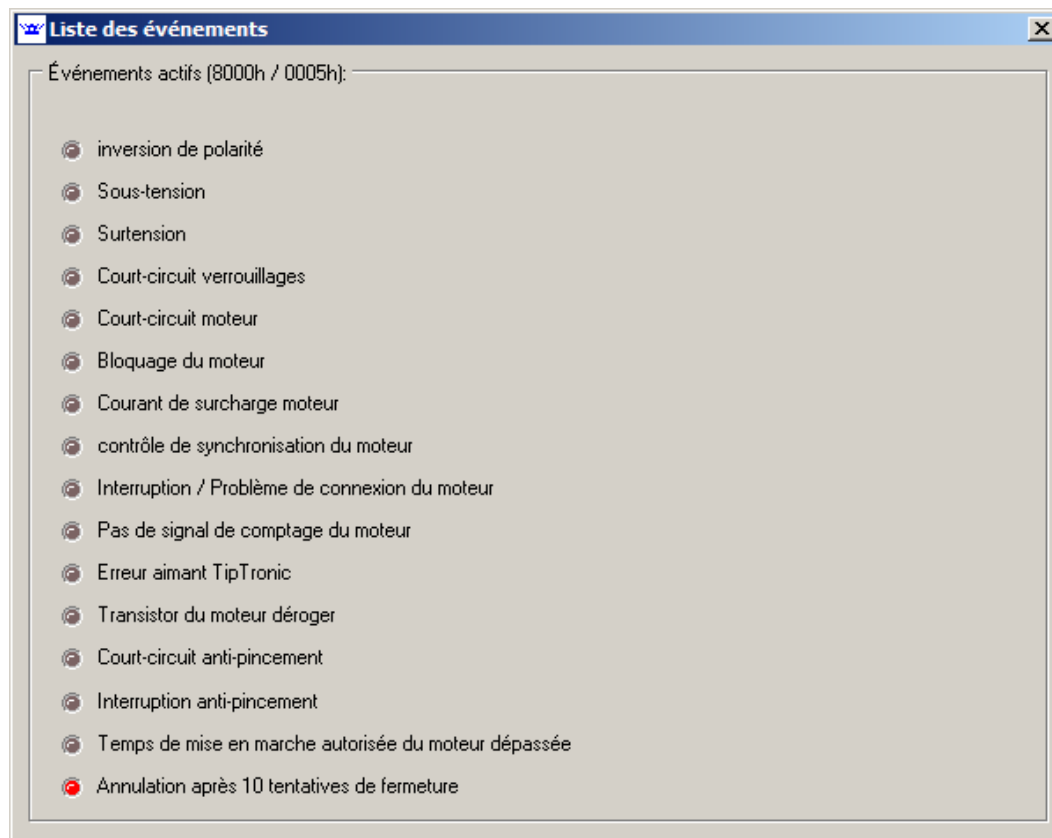 Liste des événements
Événements actifs (8000h / 0005h):
inversion de polarité
Sous-tension
Surtension
Court-circuit verrouillages
Court-circuit moteur
Bloquage du moteur
Courant de surcharge moteur
contrôle de synchronisation du moteur
Interruption / Problème de connexion du moteur
Pas de signal de comptage du moteur
Erreur aimant TipTronic
Transistor du moteur déroger
Court-circuit anti-pincement
Interruption anti-pincement
Temps de mise en marche autorisée du moteur dépassée
Annulation après 10 tentatives de fermeture